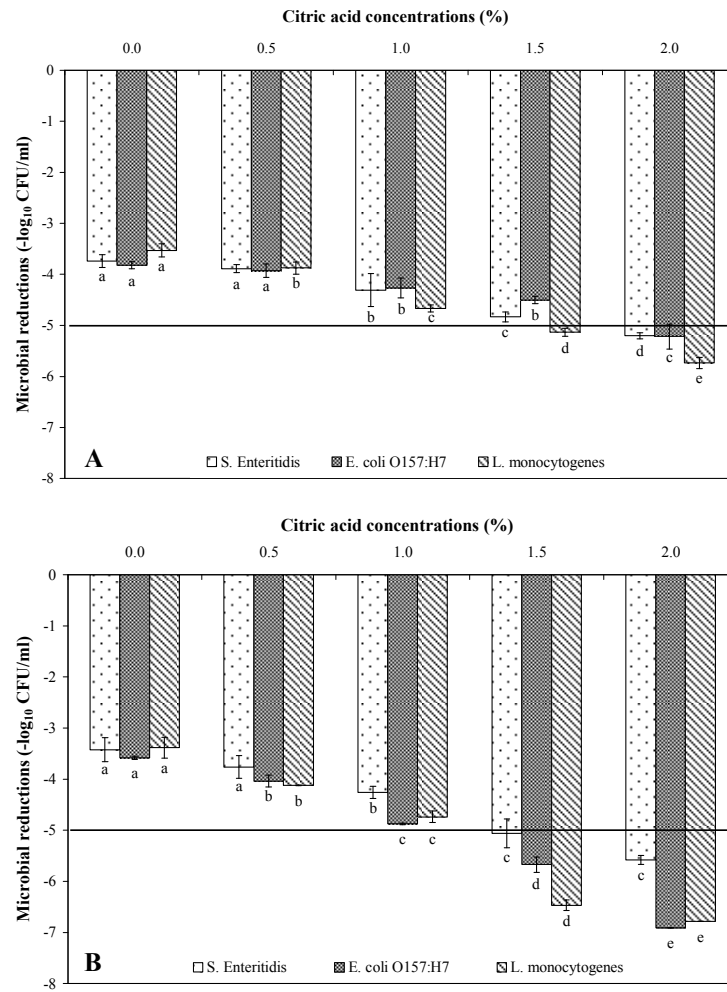 Citric acid concentrations (%)
0.0 0.5 1.0 1.5 2.0
0
-1
-2
-3
-4
-5
-6
-7
-8
Microbial reductions (-log₁₀ CFU/ml)
a a a a a b b b c c b d d c e
A
S. Enteritidis E. coli O157:H7 L. monocytogenes
Citric acid concentrations (%)
0.0 0.5 1.0 1.5 2.0
0
-1
-2
-3
-4
-5
-6
-7
-8
Microbial reductions (-log₁₀ CFU/ml)
a a a a b b b c c c d d c e e
B
S. Enteritidis E. coli O157:H7 L. monocytogenes